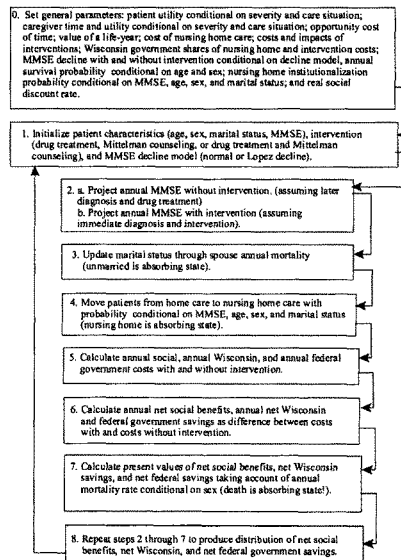 0. Set general parameters: patient utility conditional on severity and care situation;
caregiver time and utility conditional on severity and care situation; opportunity cost
of time; value of a life-year; cost of nursing home care; costs and impacts of
interventions; Wisconsin government shares of nursing home and intervention costs;
MMSE decline with and without intervention conditional on decline model, annual
survival probability conditional on age and sex; nursing home institutionalization
probability conditional on MMSE, age, sex, and marital status; and real social
discount rate.
1. Initialize patient characteristics (age, sex, marital status, MMSE), intervention
(drug treatment, Mittelman counseling, or drug treatment and Mittelman
counseling), and MMSE decline model (normal or Lopez decline).
2. a. Project annual MMSE without intervention. (assuming later
diagnosis and drug treatment)
b. Project annual MMSE with intervention (assuming
immediate diagnosis and intervention).
3. Update marital status through spouse annual mortality
(unmarried is absorbing state).
4. Move patients from home care to nursing home care with
probability conditional on MMSE, age, sex, and marital status
(nursing home is absorbing state).
5. Calculate annual social, annual Wisconsin, and annual federal
government costs with and without intervention.
6. Calculate annual net social benefits, annual net Wisconsin
and federal government savings as difference between costs
with and costs without intervention.
7. Calculate present values of net social benefits, net Wisconsin
savings, and net federal savings taking account of annual
mortality rate conditional on sex (death is absorbing state!).
8. Repeat steps 2 through 7 to produce distribution of net social
benefits, net Wisconsin, and net federal government savings.